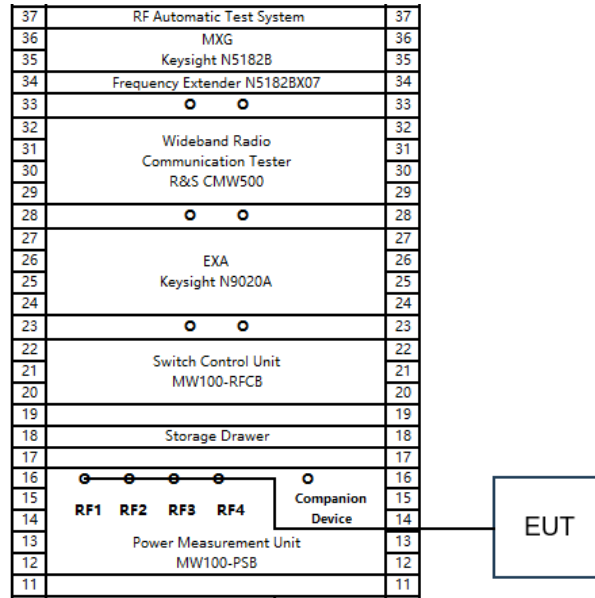 37 RF Automatic Test System 37
36 MXG 36
35 Keysight N5182B 35
34 Frequency Extender N5182BX07 34
33 33
32 32
Wideband Radio
31 31
Communication Tester
30 30
R&S CMW500
29 29
28 28
27 27
26 EXA 26
25 Keysight N9020A 25
24 24
23 23
22 22
Switch Control Unit
21 21
MW100-RFCB
20 20
19 19
18 Storage Drawer 18
17 17
16 16
15 Companion 15
RF1 RF2 RF3 RF4
14 Device 14
EUT
13 Power Measurement Unit 13
12 MW100-PSB 12
11 11